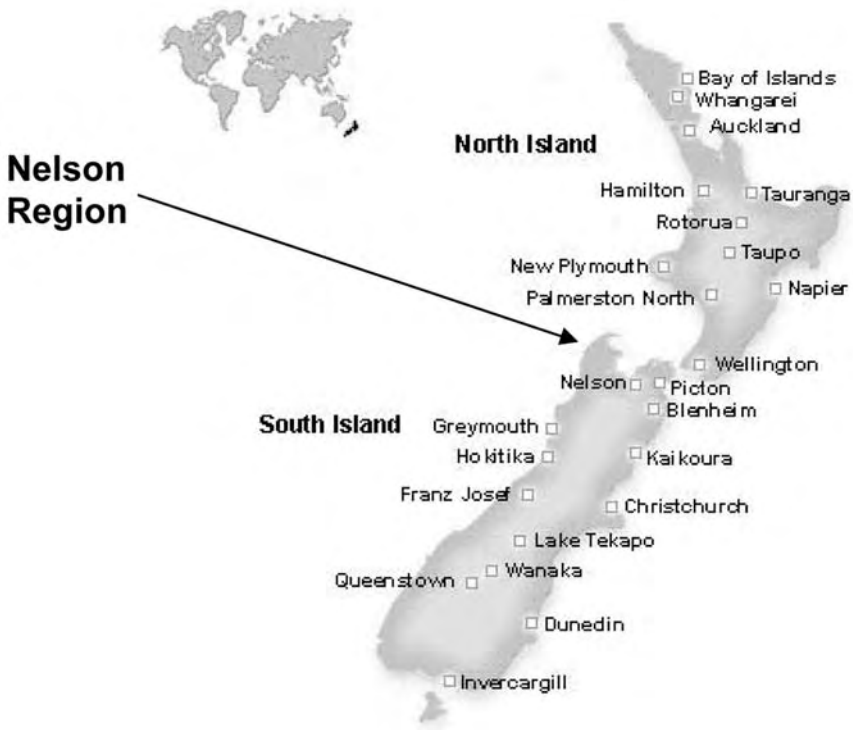 Bay of Islands
Whangarei
Auckland
North Island
Nelson
Region
Hamilton
Tauranga
Rotorua
Taupo
New Plymouth
Napier
Palmerston North
Wellington
Nelson
Picton
Blenheim
South Island
Greymouth
Hokitika
Kaikoura
Franz Josef
Christchurch
Lake Tekapo
Wanaka
Queenstown
Dunedin
Invercargill